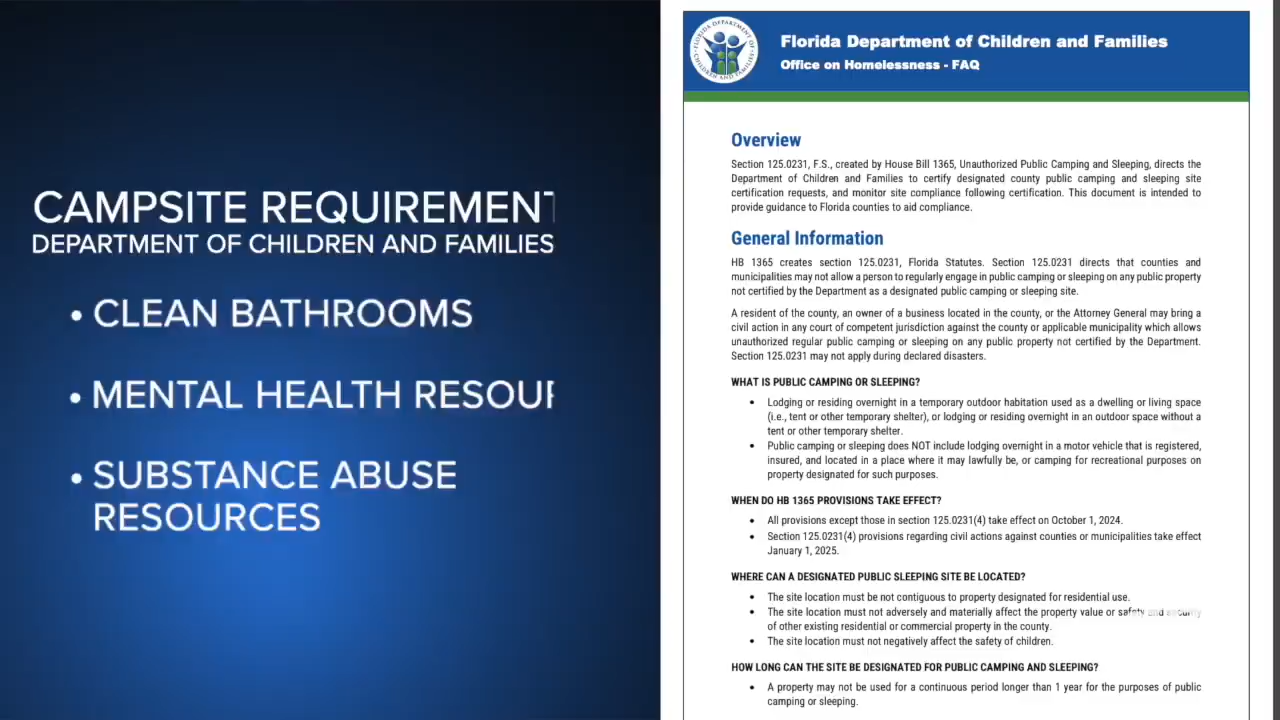 CAMPSITE REQUIREMENT
DEPARTMENT OF CHILDREN AND FAMILIES
• CLEAN BATHROOMS
• MENTAL HEALTH
• SUBSTANCE ABUSE
RESOURCES
FLORIDA DEPARTMENT OF CHILDREN AND FAMILIES
Florida Department of Children and Families
Office on Homelessness - FAQ
Overview
Section 125.0231, F.S., created by House Bill 1365, Unauthorized Public Camping and Sleeping, directs the
Department of Children and Families to certify designated county public camping and sleeping site
certification requests, and monitor site compliance following certification. This document is intended to
provide guidance to Florida counties to aid compliance.
General Information
HB 1365 creates section 125.0231, Florida Statutes. Section 125.0231 directs that counties and
municipalities may not allow a person to regularly engage in public camping or sleeping on any public property
not certified by the Department as a designated public camping or sleeping site.
A resident of the county, an owner of a business located in the county, or the Attorney General may bring a
civil action in any court of competent jurisdiction against the county or applicable municipality which allows
unauthorized regular public camping or sleeping on any public property not certified by the Department.
Section 125.0231 may not apply during declared disasters.
WHAT IS PUBLIC CAMPING OR SLEEPING?
• Lodging or residing overnight in a temporary outdoor habitation used as a dwelling or living space
(i.e., tent or other temporary shelter), or lodging or residing overnight in an outdoor space without a
tent or other temporary shelter.
• Public camping or sleeping does NOT include lodging overnight in a motor vehicle that is registered,
insured, and located in a place where it may lawfully be, or camping for recreational purposes on
property designated for such purposes.
WHEN DO HB 1365 PROVISIONS TAKE EFFECT?
• All provisions except those in section 125.0231(4) take effect on October 1, 2024.
• Section 125.0231(4) provisions regarding civil actions against counties or municipalities take effect
January 1, 2025.
WHERE CAN A DESIGNATED PUBLIC SLEEPING SITE BE LOCATED?
• The site location must be not contiguous to property designated for residential use.
• The site location must not adversely and materially affect the property value or safety and security
of other existing residential or commercial property in the county.
• The site location must not negatively affect the safety of children.
HOW LONG CAN THE SITE BE DESIGNATED FOR PUBLIC CAMPING AND SLEEPING?
• A property may not be used for a continuous period longer than 1 year for the purposes of public
camping or sleeping.